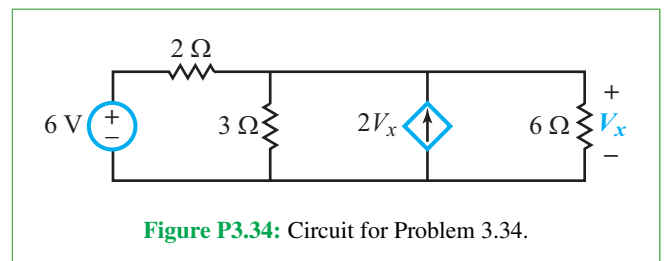 2 Ω
6 V
+
−
3 Ω
2Vₓ
6 Ω
+
Vₓ
−
Figure P3.34: Circuit for Problem 3.34.